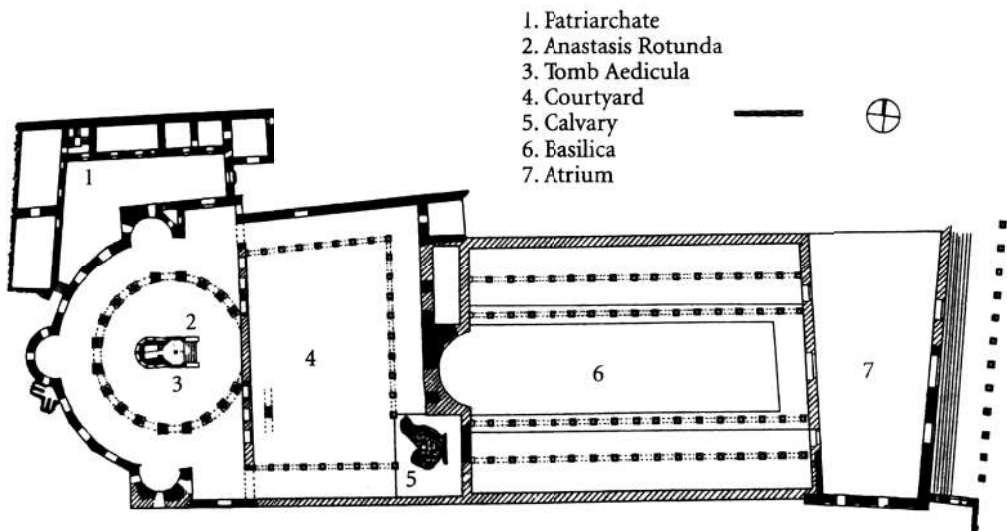 1. Patriarchate
2. Anastasis Rotunda
3. Tomb Aedicula
4. Courtyard
5. Calvary
6. Basilica
7. Atrium
1
2
3
4
5
6
7